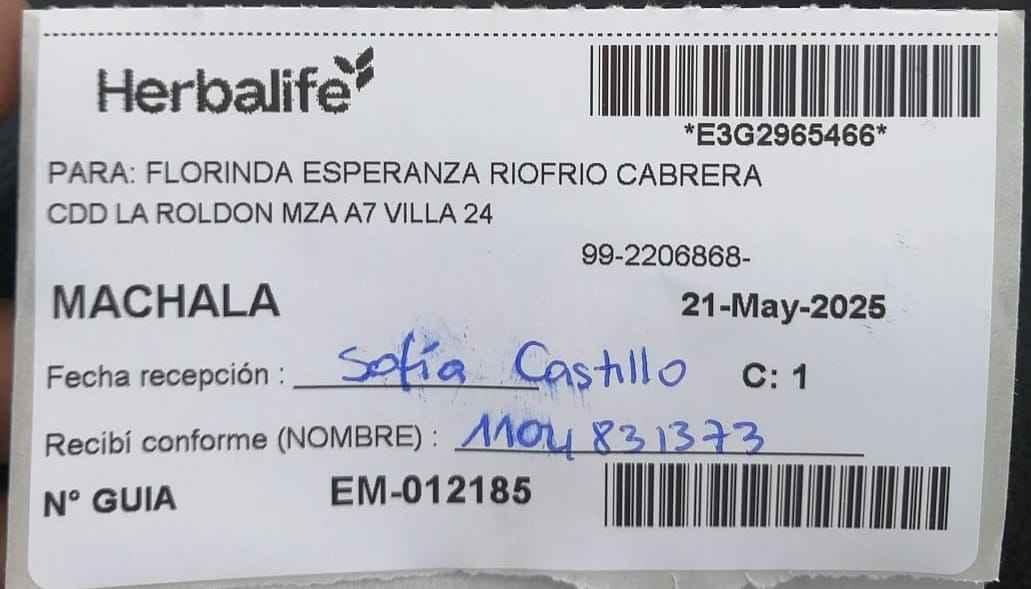 Herbalife
*E3G2965466*
PARA: FLORINDA ESPERANZA RIOFRIO CABRERA
CDD LA ROLDON MZA A7 VILLA 24
99-2206868-
MACHALA 21-May-2025
Fecha recepción : Sofía Castillo C: 1
Recibí conforme (NOMBRE) : 1104831373
Nº GUIA EM-012185